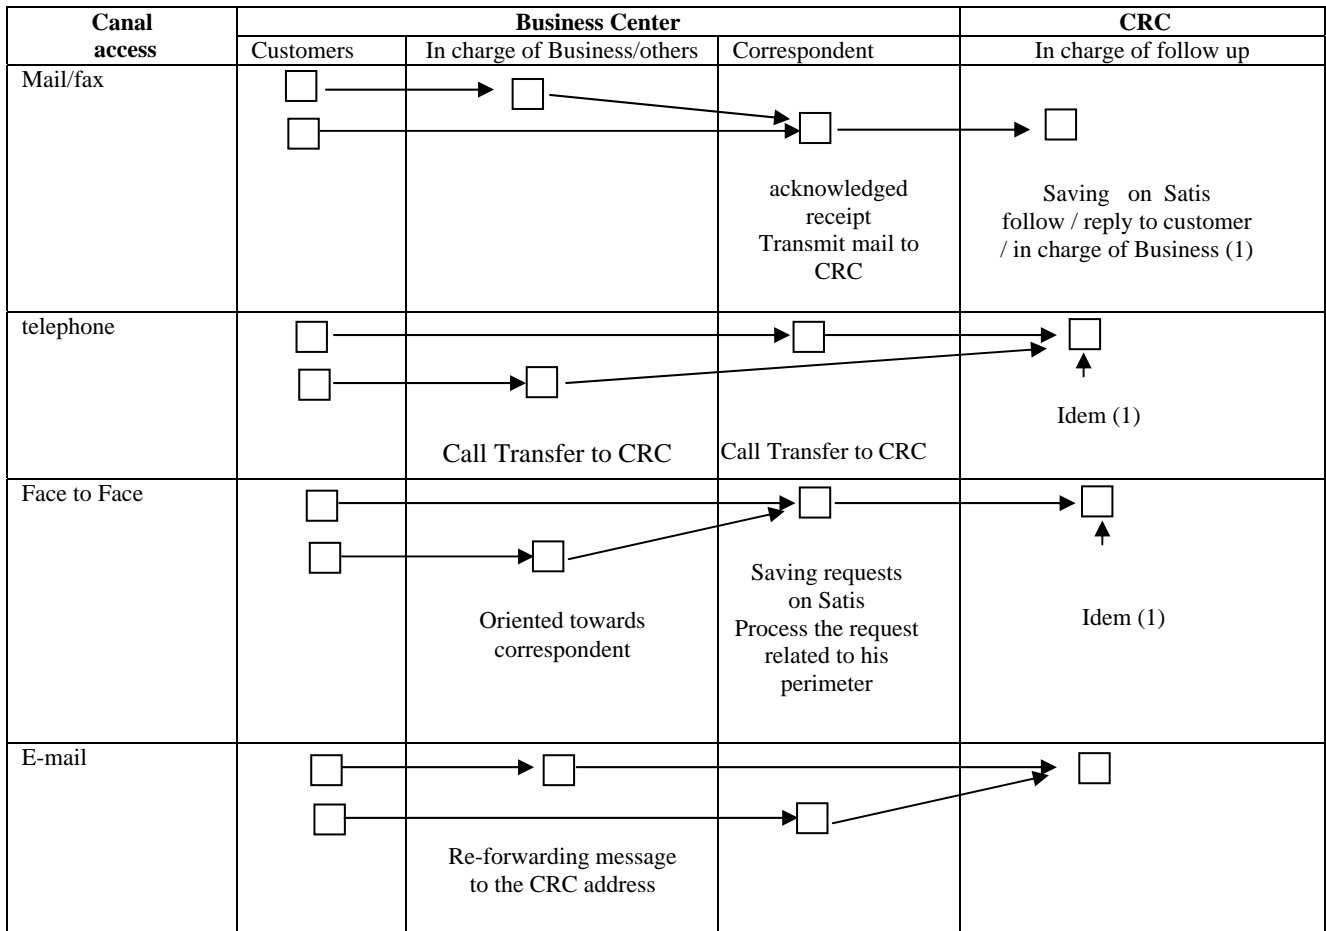 Canal
access
Business Center
CRC
Customers
In charge of Business/others
Correspondent
In charge of follow up
Mail/fax
acknowledged
receipt
Transmit mail to
CRC
Saving on Satis
follow / reply to customer
/ in charge of Business (1)
telephone
Call Transfer to CRC
Call Transfer to CRC
Idem (1)
Face to Face
Oriented towards
correspondent
Saving requests
on Satis
Process the request
related to his
perimeter
Idem (1)
E-mail
Re-forwarding message
to the CRC address